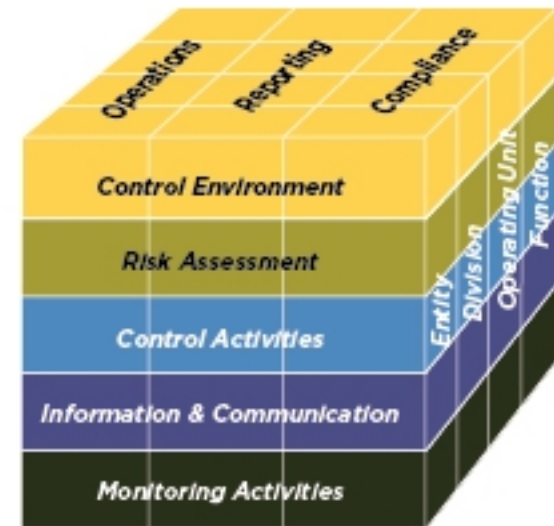 Operations
Reporting
Compliance
Control Environment
Risk Assessment
Control Activities
Information & Communication
Monitoring Activities
Entity
Division
Operating Unit
Function